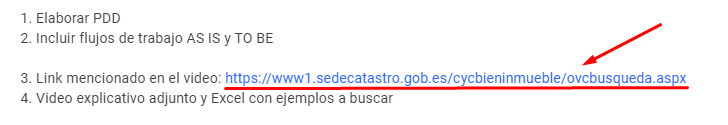 1. Elaborar PDD
2. Incluir flujos de trabajo AS IS y TO BE
3. Link mencionado en el video: https://www1.sedecatastro.gob.es/cycbieninmueble/ovcbusqueda.aspx
4. Video explicativo adjunto y Excel con ejemplos a buscar